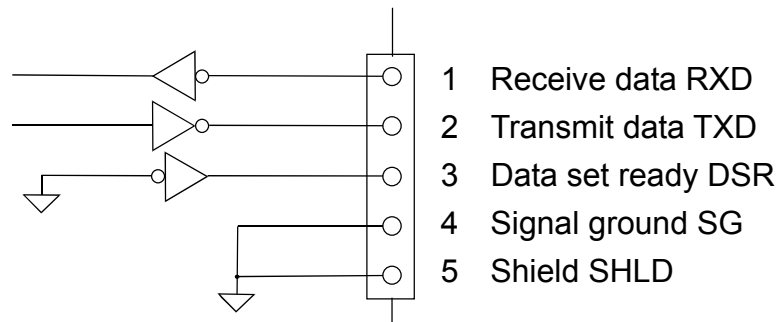 1 Receive data RXD
2 Transmit data TXD
3 Data set ready DSR
4 Signal ground SG
5 Shield SHLD